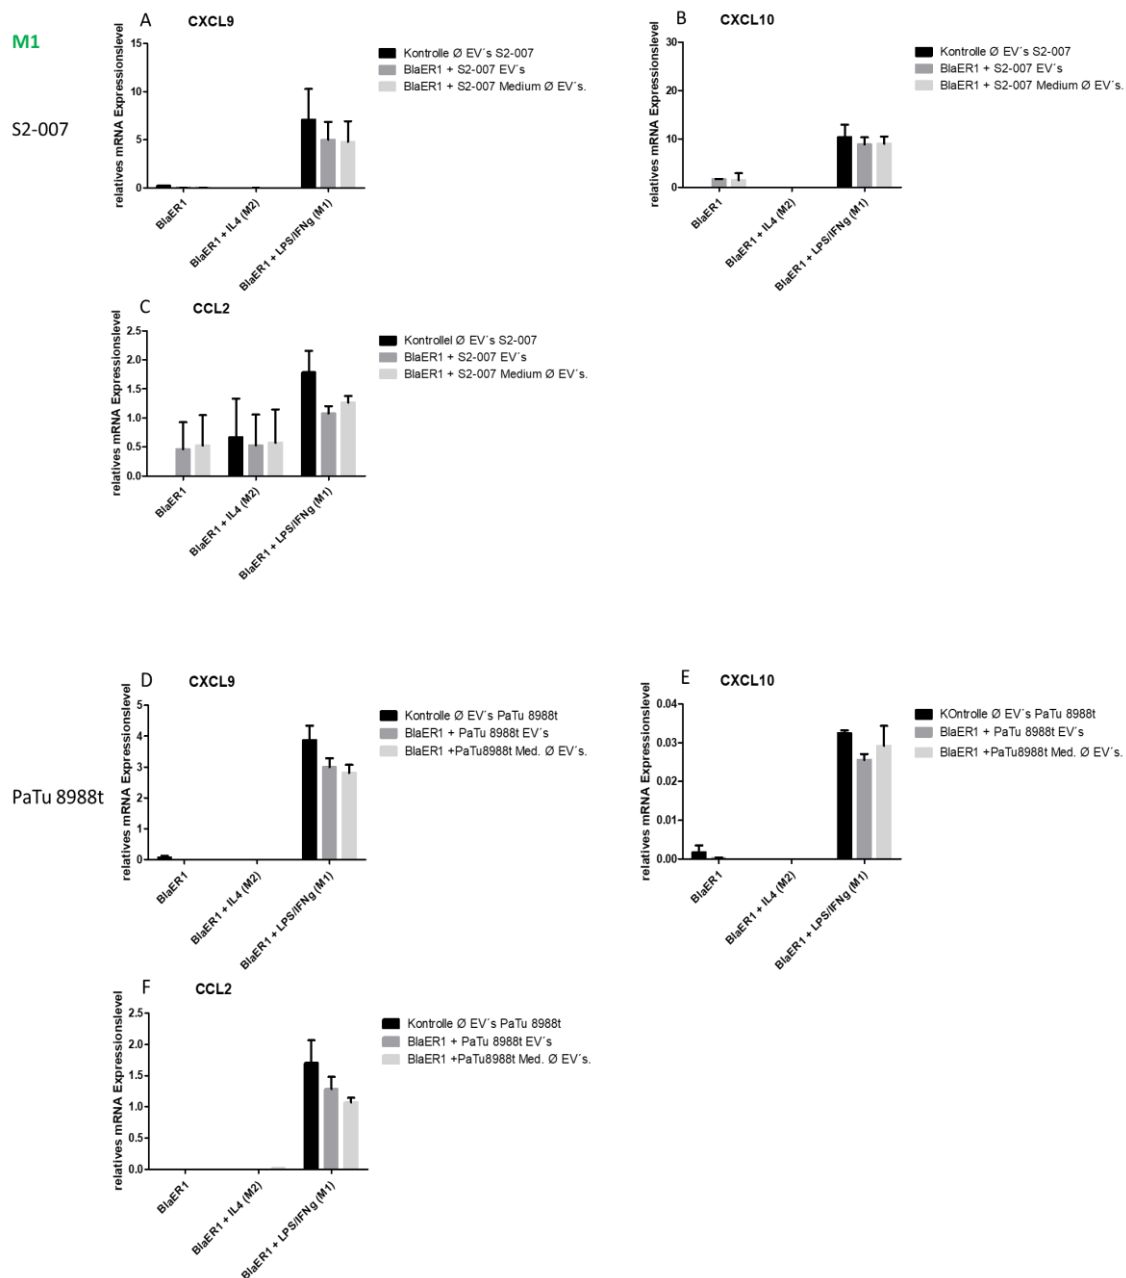 M1
S2-007
A CXCL9
relatives mRNA Expressionslevel
15
10
5
0
BlaER1
BlaER1 + IL4 (M2)
BlaER1 + LPS/IFNg (M1)
Kontrolle Ø EV´s S2-007
BlaER1 + S2-007 EV´s
BlaER1 + S2-007 Medium Ø EV´s.
B CXCL10
relatives mRNA Expressionslevel
30
20
10
0
BlaER1
BlaER1 + IL4 (M2)
BlaER1 + LPS/IFNg (M1)
Kontrolle Ø EV´s S2-007
BlaER1 + S2-007 EV´s
BlaER1 + S2-007 Medium Ø EV´s.
C CCL2
relatives mRNA Expressionslevel
2.5
2.0
1.5
1.0
0.5
0.0
BlaER1
BlaER1 + IL4 (M2)
BlaER1 + LPS/IFNg (M1)
Kontrollel Ø EV´s S2-007
BlaER1 + S2-007 EV´s
BlaER1 + S2-007 Medium Ø EV´s.
PaTu 8988t
D CXCL9
relatives mRNA Expressionslevel
5
4
3
2
1
0
BlaER1
BlaER1 + IL4 (M2)
BlaER1 + LPS/IFNg (M1)
Kontrolle Ø EV´s PaTu 8988t
BlaER1 + PaTu 8988t EV´s
BlaER1 +PaTu8988t Med. Ø EV´s.
E CXCL10
relatives mRNA Expressionslevel
0.04
0.03
0.02
0.01
0.00
BlaER1
BlaER1 + IL4 (M2)
BlaER1 + LPS/IFNg (M1)
KOntrolle Ø EV´s PaTu 8988t
BlaER1 + PaTu 8988t EV´s
BlaER1 +PaTu8988t Med. Ø EV´s.
F CCL2
relatives mRNA Expressionslevel
2.5
2.0
1.5
1.0
0.5
0.0
BlaER1
BlaER1 + IL4 (M2)
BlaER1 + LPS/IFNg (M1)
Kontrolle Ø EV´s PaTu 8988t
BlaER1 + PaTu 8988t EV´s
BlaER1 +PaTu8988t Med. Ø EV´s.